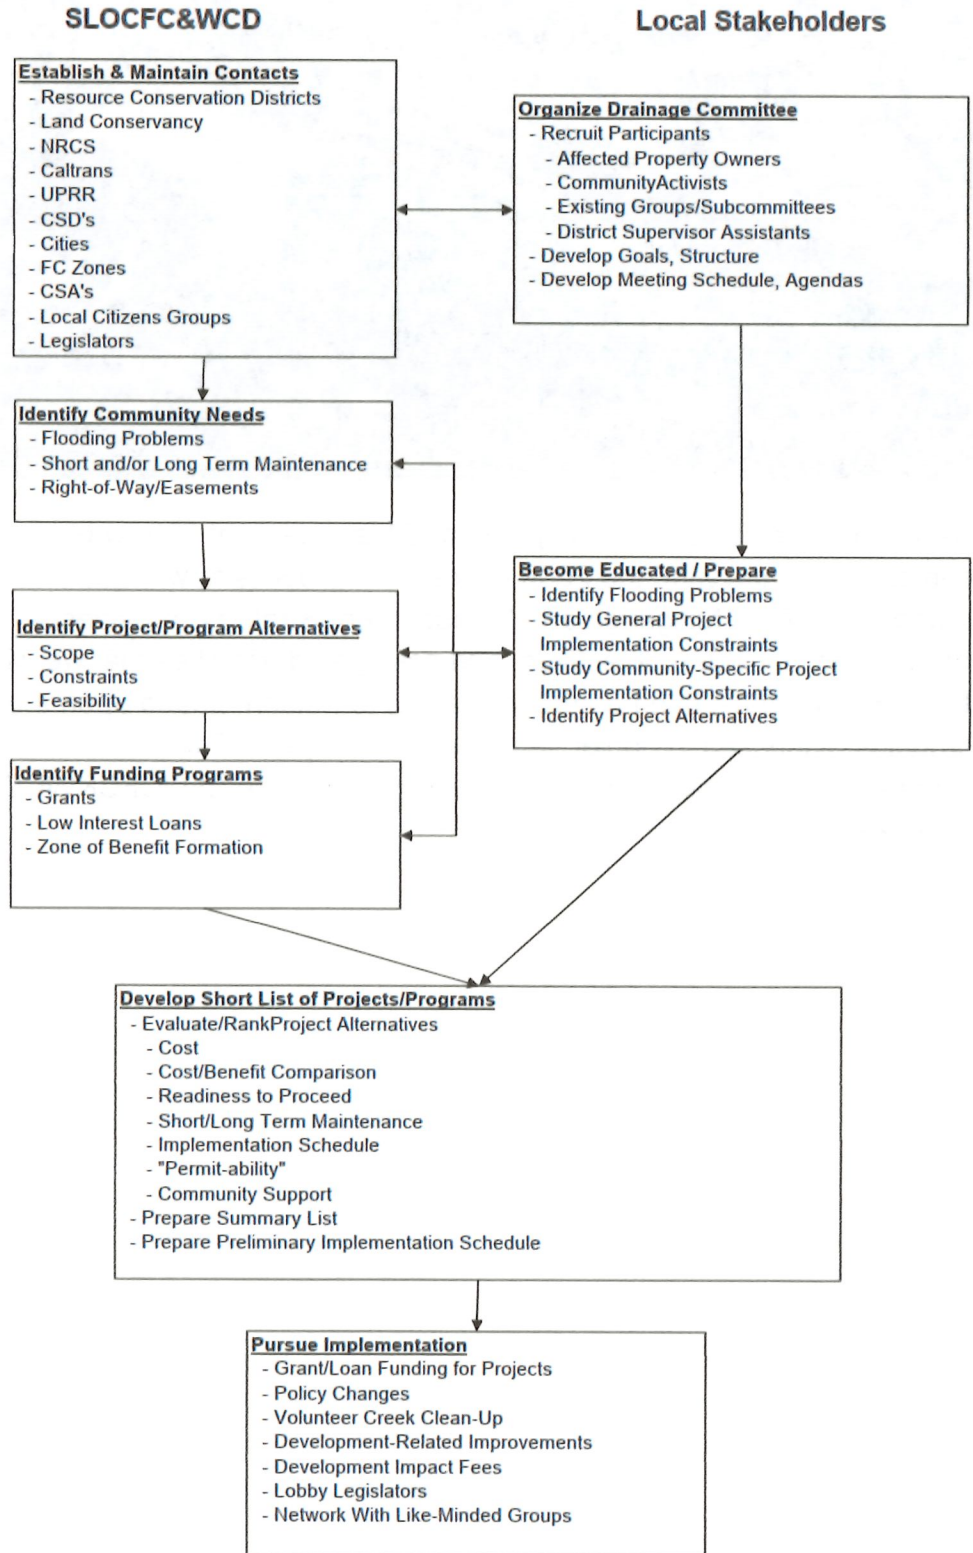 SLOCFC&WCD
Local Stakeholders
Establish & Maintain Contacts
- Resource Conservation Districts
- Land Conservancy
- NRCS
- Caltrans
- UPRR
- CSD's
- Cities
- FC Zones
- CSA's
- Local Citizens Groups
- Legislators
Organize Drainage Committee
- Recruit Participants
- Affected Property Owners
- CommunityActivists
- Existing Groups/Subcommittees
- District Supervisor Assistants
- Develop Goals, Structure
- Develop Meeting Schedule, Agendas
Identify Community Needs
- Flooding Problems
- Short and/or Long Term Maintenance
- Right-of-Way/Easements
Identify Project/Program Alternatives
- Scope
- Constraints
- Feasibility
Become Educated / Prepare
- Identify Flooding Problems
- Study General Project
Implementation Constraints
- Study Community-Specific Project
Implementation Constraints
- Identify Project Alternatives
Identify Funding Programs
- Grants
- Low Interest Loans
- Zone of Benefit Formation
Develop Short List of Projects/Programs
- Evaluate/RankProject Alternatives
- Cost
- Cost/Benefit Comparison
- Readiness to Proceed
- Short/Long Term Maintenance
- Implementation Schedule
- "Permit-ability"
- Community Support
- Prepare Summary List
- Prepare Preliminary Implementation Schedule
Pursue Implementation
- Grant/Loan Funding for Projects
- Policy Changes
- Volunteer Creek Clean-Up
- Development-Related Improvements
- Development Impact Fees
- Lobby Legislators
- Network With Like-Minded Groups